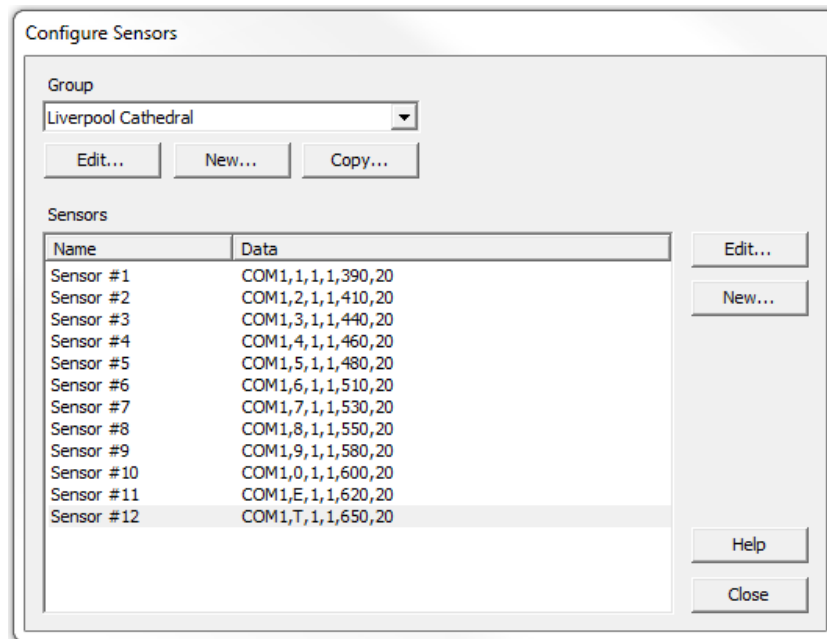 Configure Sensors
Group
Liverpool Cathedral
Edit... New... Copy...
Sensors
Name Data
Sensor #1 COM1,1,1,1,390,20
Sensor #2 COM1,2,1,1,410,20
Sensor #3 COM1,3,1,1,440,20
Sensor #4 COM1,4,1,1,460,20
Sensor #5 COM1,5,1,1,480,20
Sensor #6 COM1,6,1,1,510,20
Sensor #7 COM1,7,1,1,530,20
Sensor #8 COM1,8,1,1,550,20
Sensor #9 COM1,9,1,1,580,20
Sensor #10 COM1,0,1,1,600,20
Sensor #11 COM1,E,1,1,620,20
Sensor #12 COM1,T,1,1,650,20
Edit...
New...
Help
Close